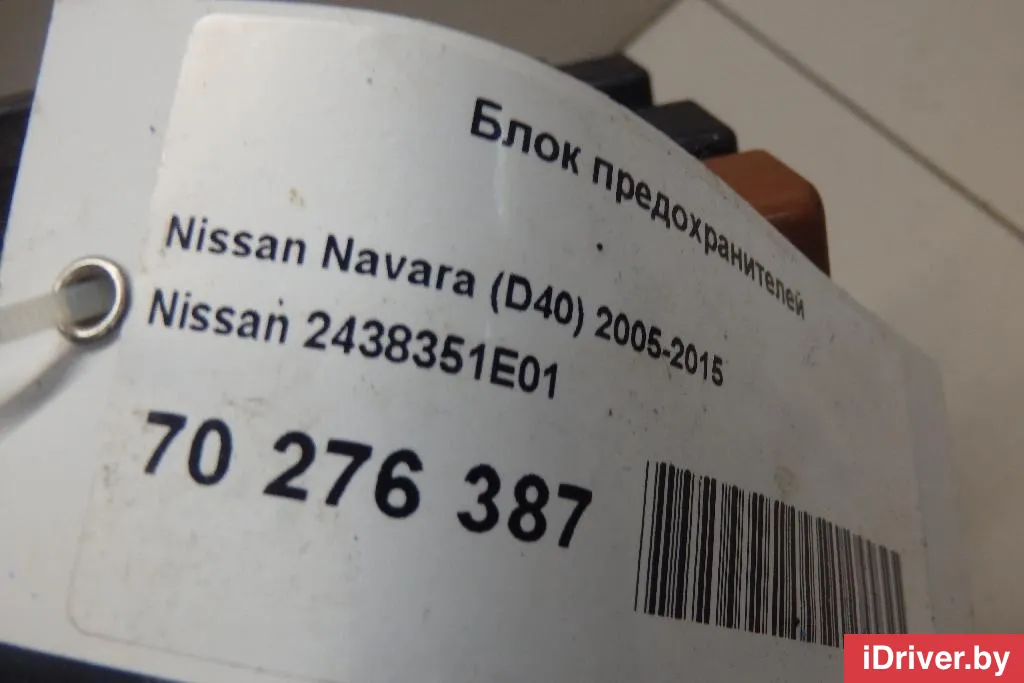 Блок предохранителей
Nissan Navara (D40) 2005-2015
Nissan 2438351E01
70 276 387
iDriver.by